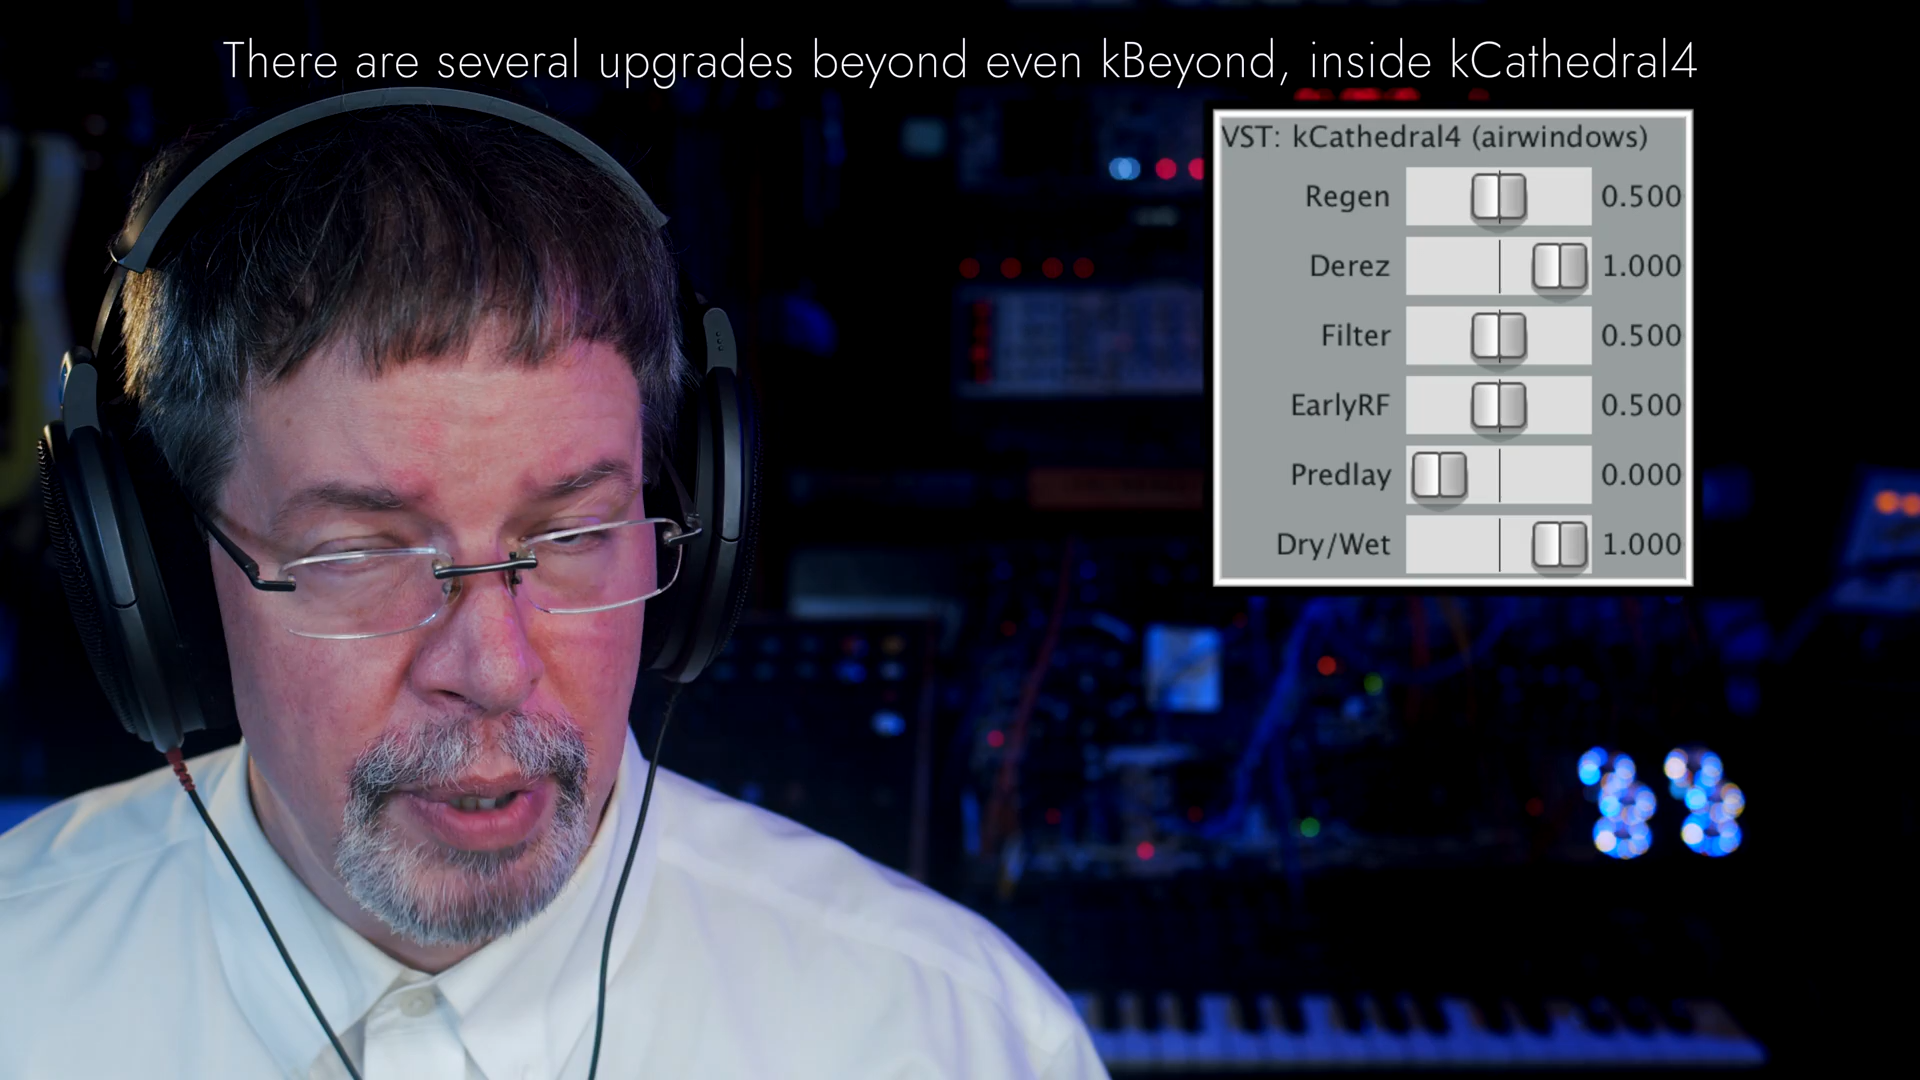 There are several upgrades beyond even kBeyond, inside kCathedral4
VST: kCathedral4 (airwindows)
Regen 0.500
Derez 1.000
Filter 0.500
EarlyRF 0.500
Predlay 0.000
Dry/Wet 1.000